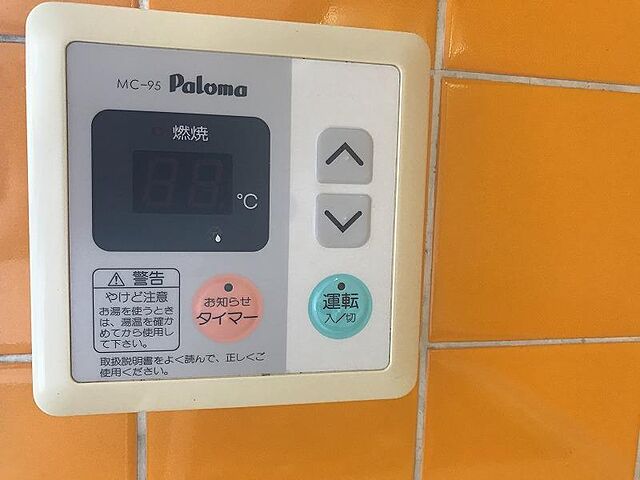 MC-95 Paloma
燃焼
℃
警告
やけど注意
お湯を使うとき
は、湯温を確か
めてから使用し
て下さい。
お知らせ
タイマー
運転
入/切
取扱説明書をよく読んで、正しくご
使用ください。